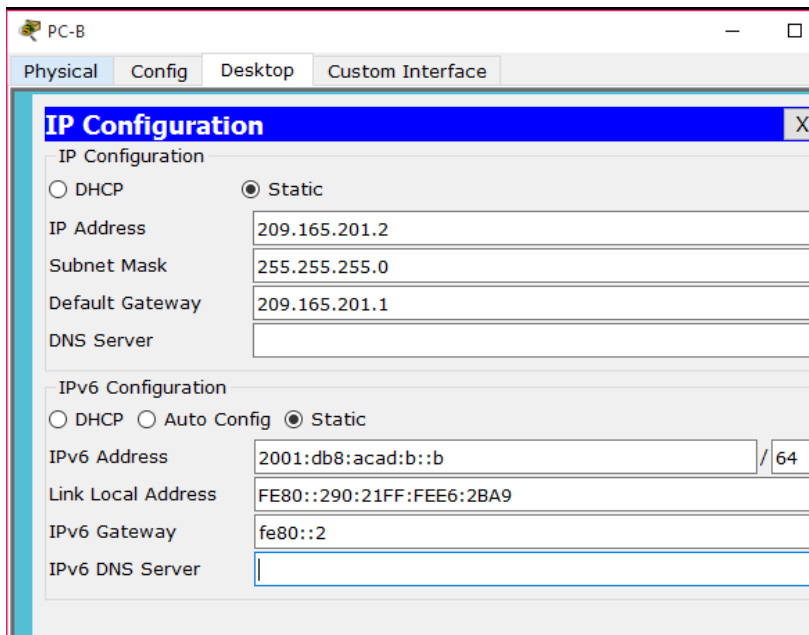 PC-B
Physical Config Desktop Custom Interface
IP Configuration X
IP Configuration
DHCP Static
IP Address 209.165.201.2
Subnet Mask 255.255.255.0
Default Gateway 209.165.201.1
DNS Server
IPv6 Configuration
DHCP Auto Config Static
IPv6 Address 2001:db8:acad:b::b / 64
Link Local Address FE80::290:21FF:FEE6:2BA9
IPv6 Gateway fe80::2
IPv6 DNS Server